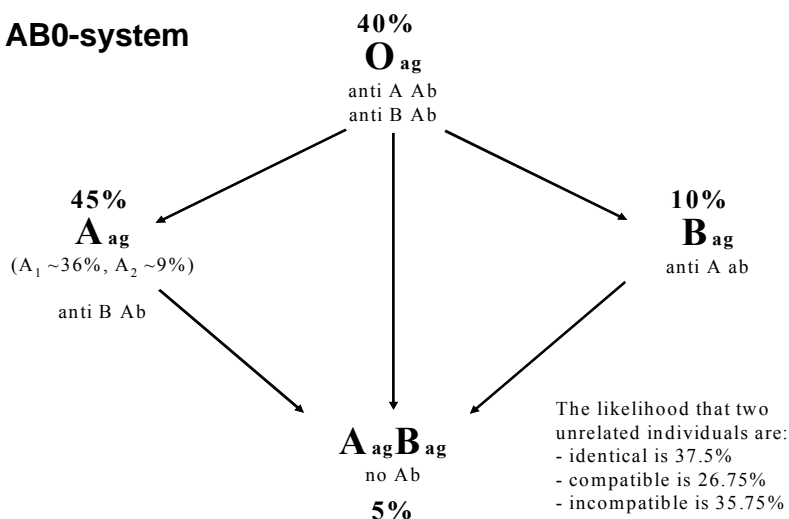 AB0-system
40%
O ag
anti A Ab
anti B Ab
45%
A ag
(A₁ ~36%, A₂ ~9%)
anti B Ab
10%
B ag
anti A ab
A ag B ag
no Ab
5%
The likelihood that two
unrelated individuals are:
- identical is 37.5%
- compatible is 26.75%
- incompatible is 35.75%